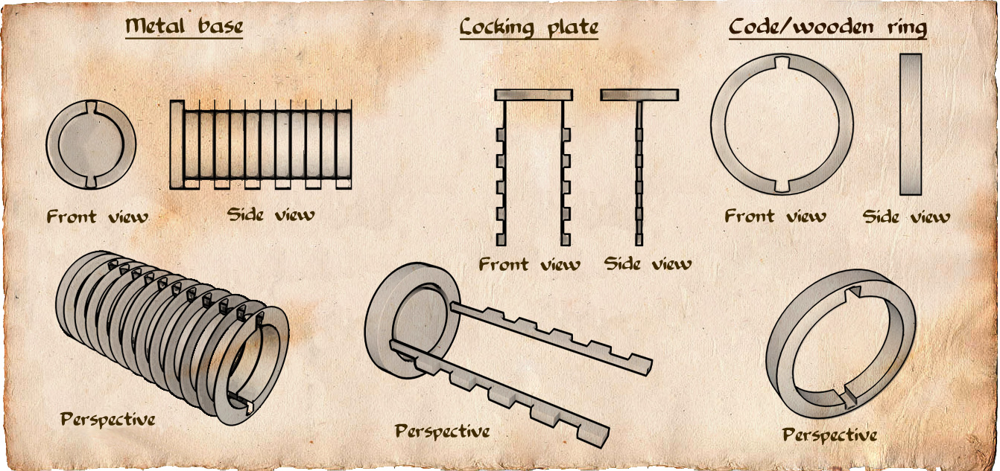 Metal base
Locking plate
Code/wooden ring
Front view
Side view
Front view
Side view
Front view
Side view
Perspective
Perspective
Perspective